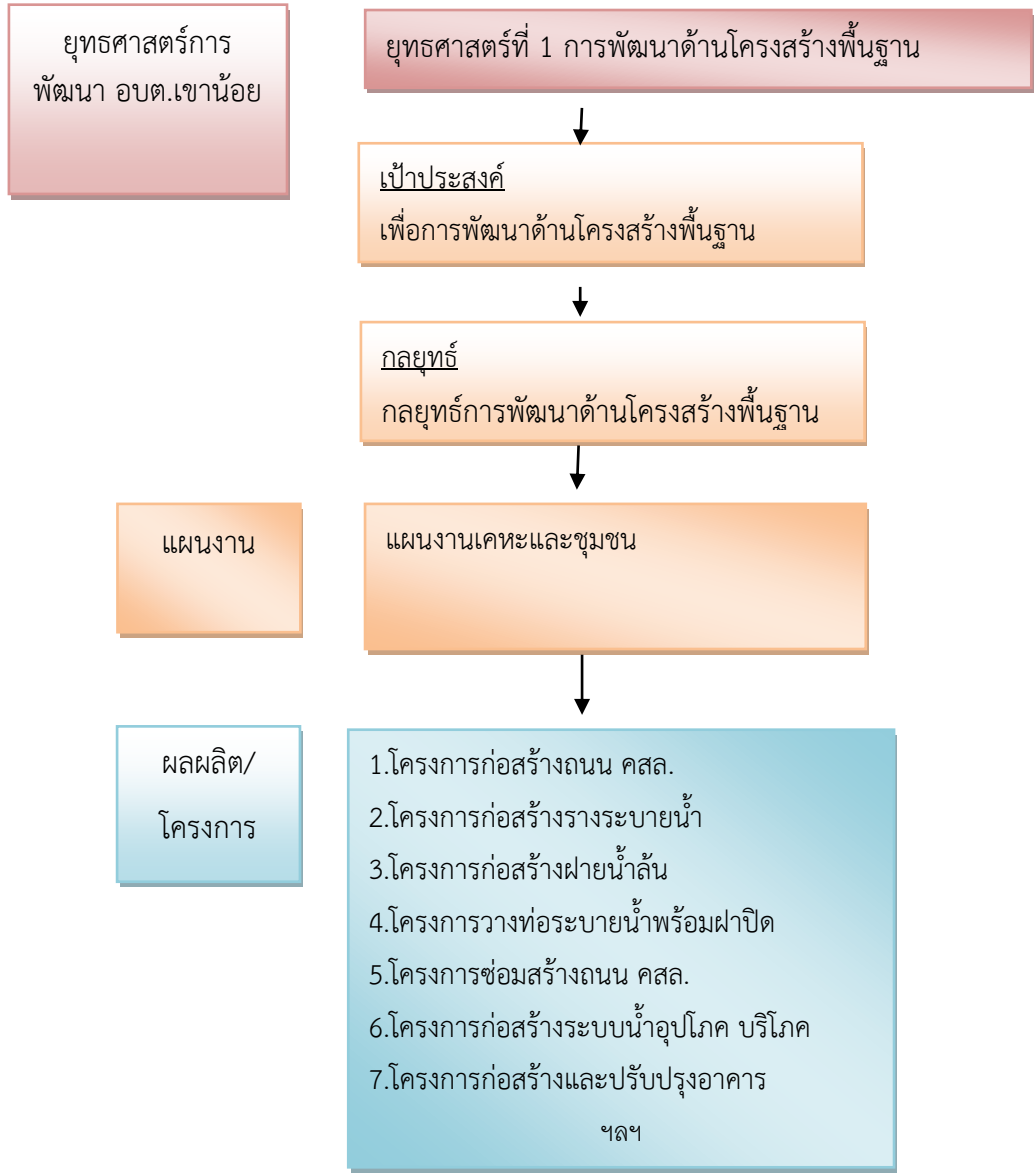 ยุทธศาสตร์การ
พัฒนา อบต.เขาน้อย
ยุทธศาสตร์ที่ 1 การพัฒนาด้านโครงสร้างพื้นฐาน
เป้าประสงค์
เพื่อการพัฒนาด้านโครงสร้างพื้นฐาน
กลยุทธ์
กลยุทธ์การพัฒนาด้านโครงสร้างพื้นฐาน
แผนงาน
แผนงานเคหะและชุมชน
ผลผลิต/
โครงการ
1.โครงการก่อสร้างถนน คสล.
2.โครงการก่อสร้างรางระบายน้ำ
3.โครงการก่อสร้างฝายน้ำล้น
4.โครงการวางท่อระบายน้ำพร้อมฝาปิด
5.โครงการซ่อมสร้างถนน คสล.
6.โครงการก่อสร้างระบบน้ำอุปโภค บริโภค
7.โครงการก่อสร้างและปรับปรุงอาคาร
ฯลฯ